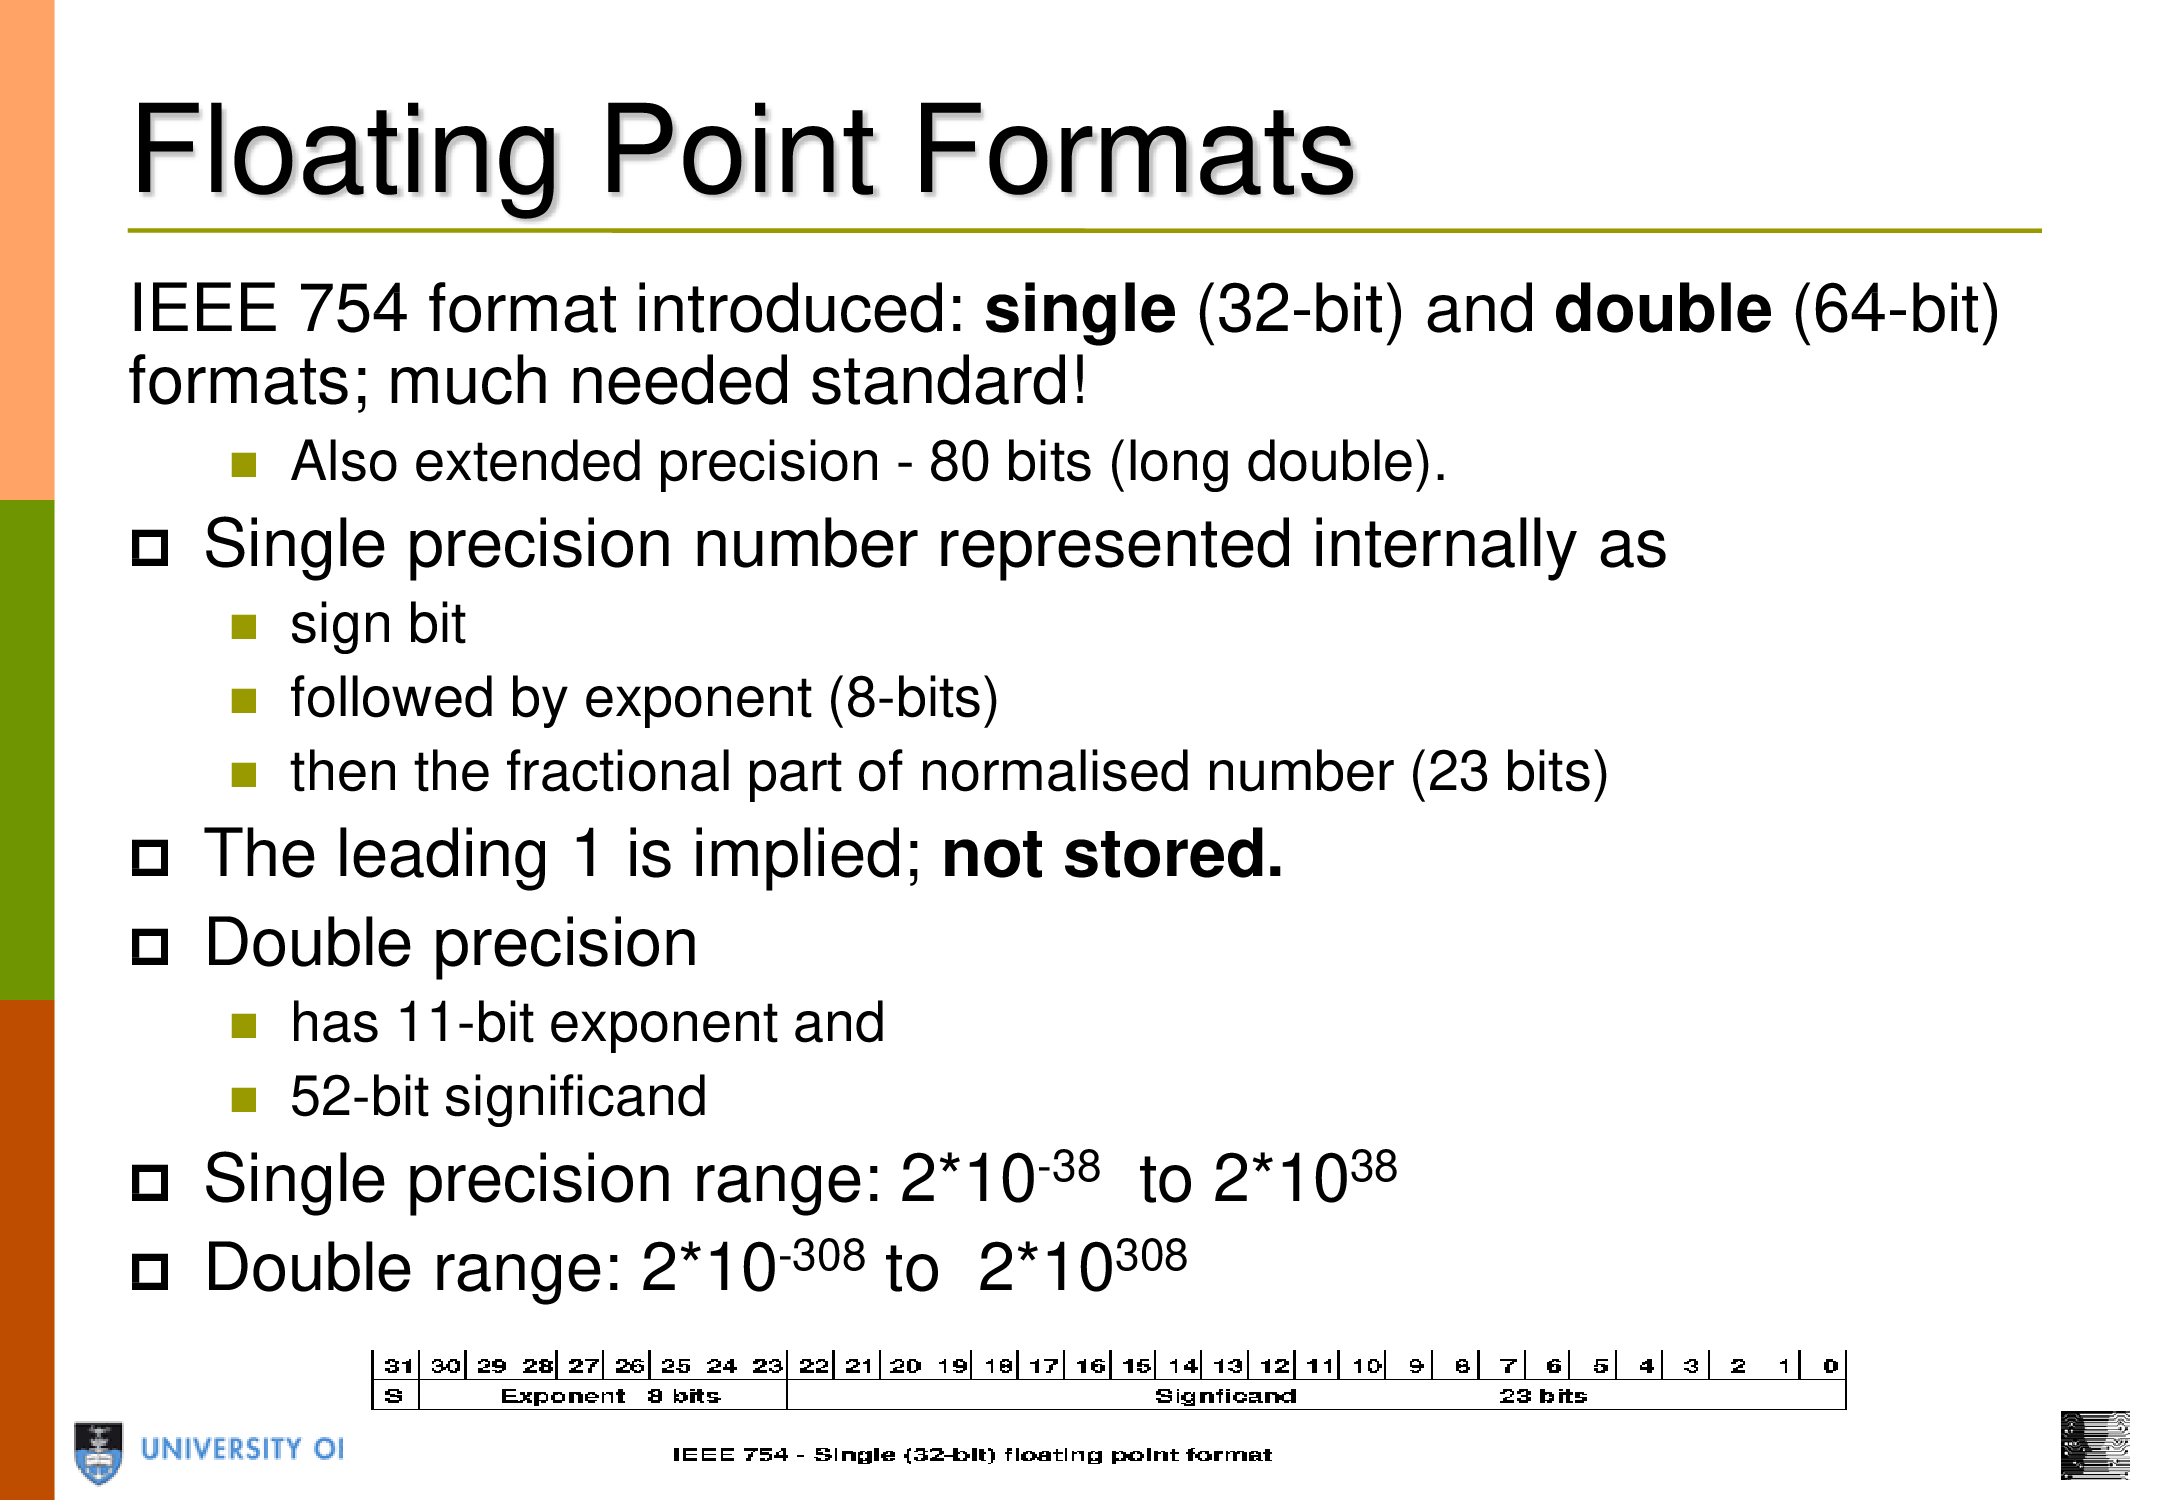 Floating Point Formats
IEEE 754 format introduced: single (32-bit) and double (64-bit)
formats; much needed standard!
Also extended precision - 80 bits (long double).
Single precision number represented internally as
sign bit
followed by exponent (8-bits)
then the fractional part of normalised number (23 bits)
The leading 1 is implied; not stored.
Double precision
has 11-bit exponent and
52-bit significand
Single precision range: 2*10-38 to 2*1038
Double range: 2*10-308 to 2*10308
31 30 29 28 27 26 25 24 23 22 21 20 19 18 17 16 15 14 13 12 11 10 9 8 7 6 5 4 3 2 1 0
S Exponent 8 bits Signficand 23 bits
UNIVERSITY OF
IEEE 754 - Single (32-bit) floating point format